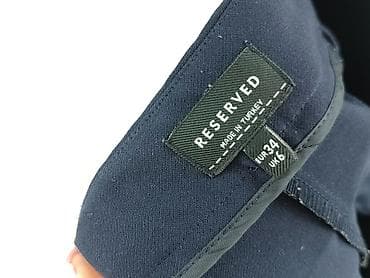 RESERVED
MADE IN TURKEY
EUR 34
UK 6